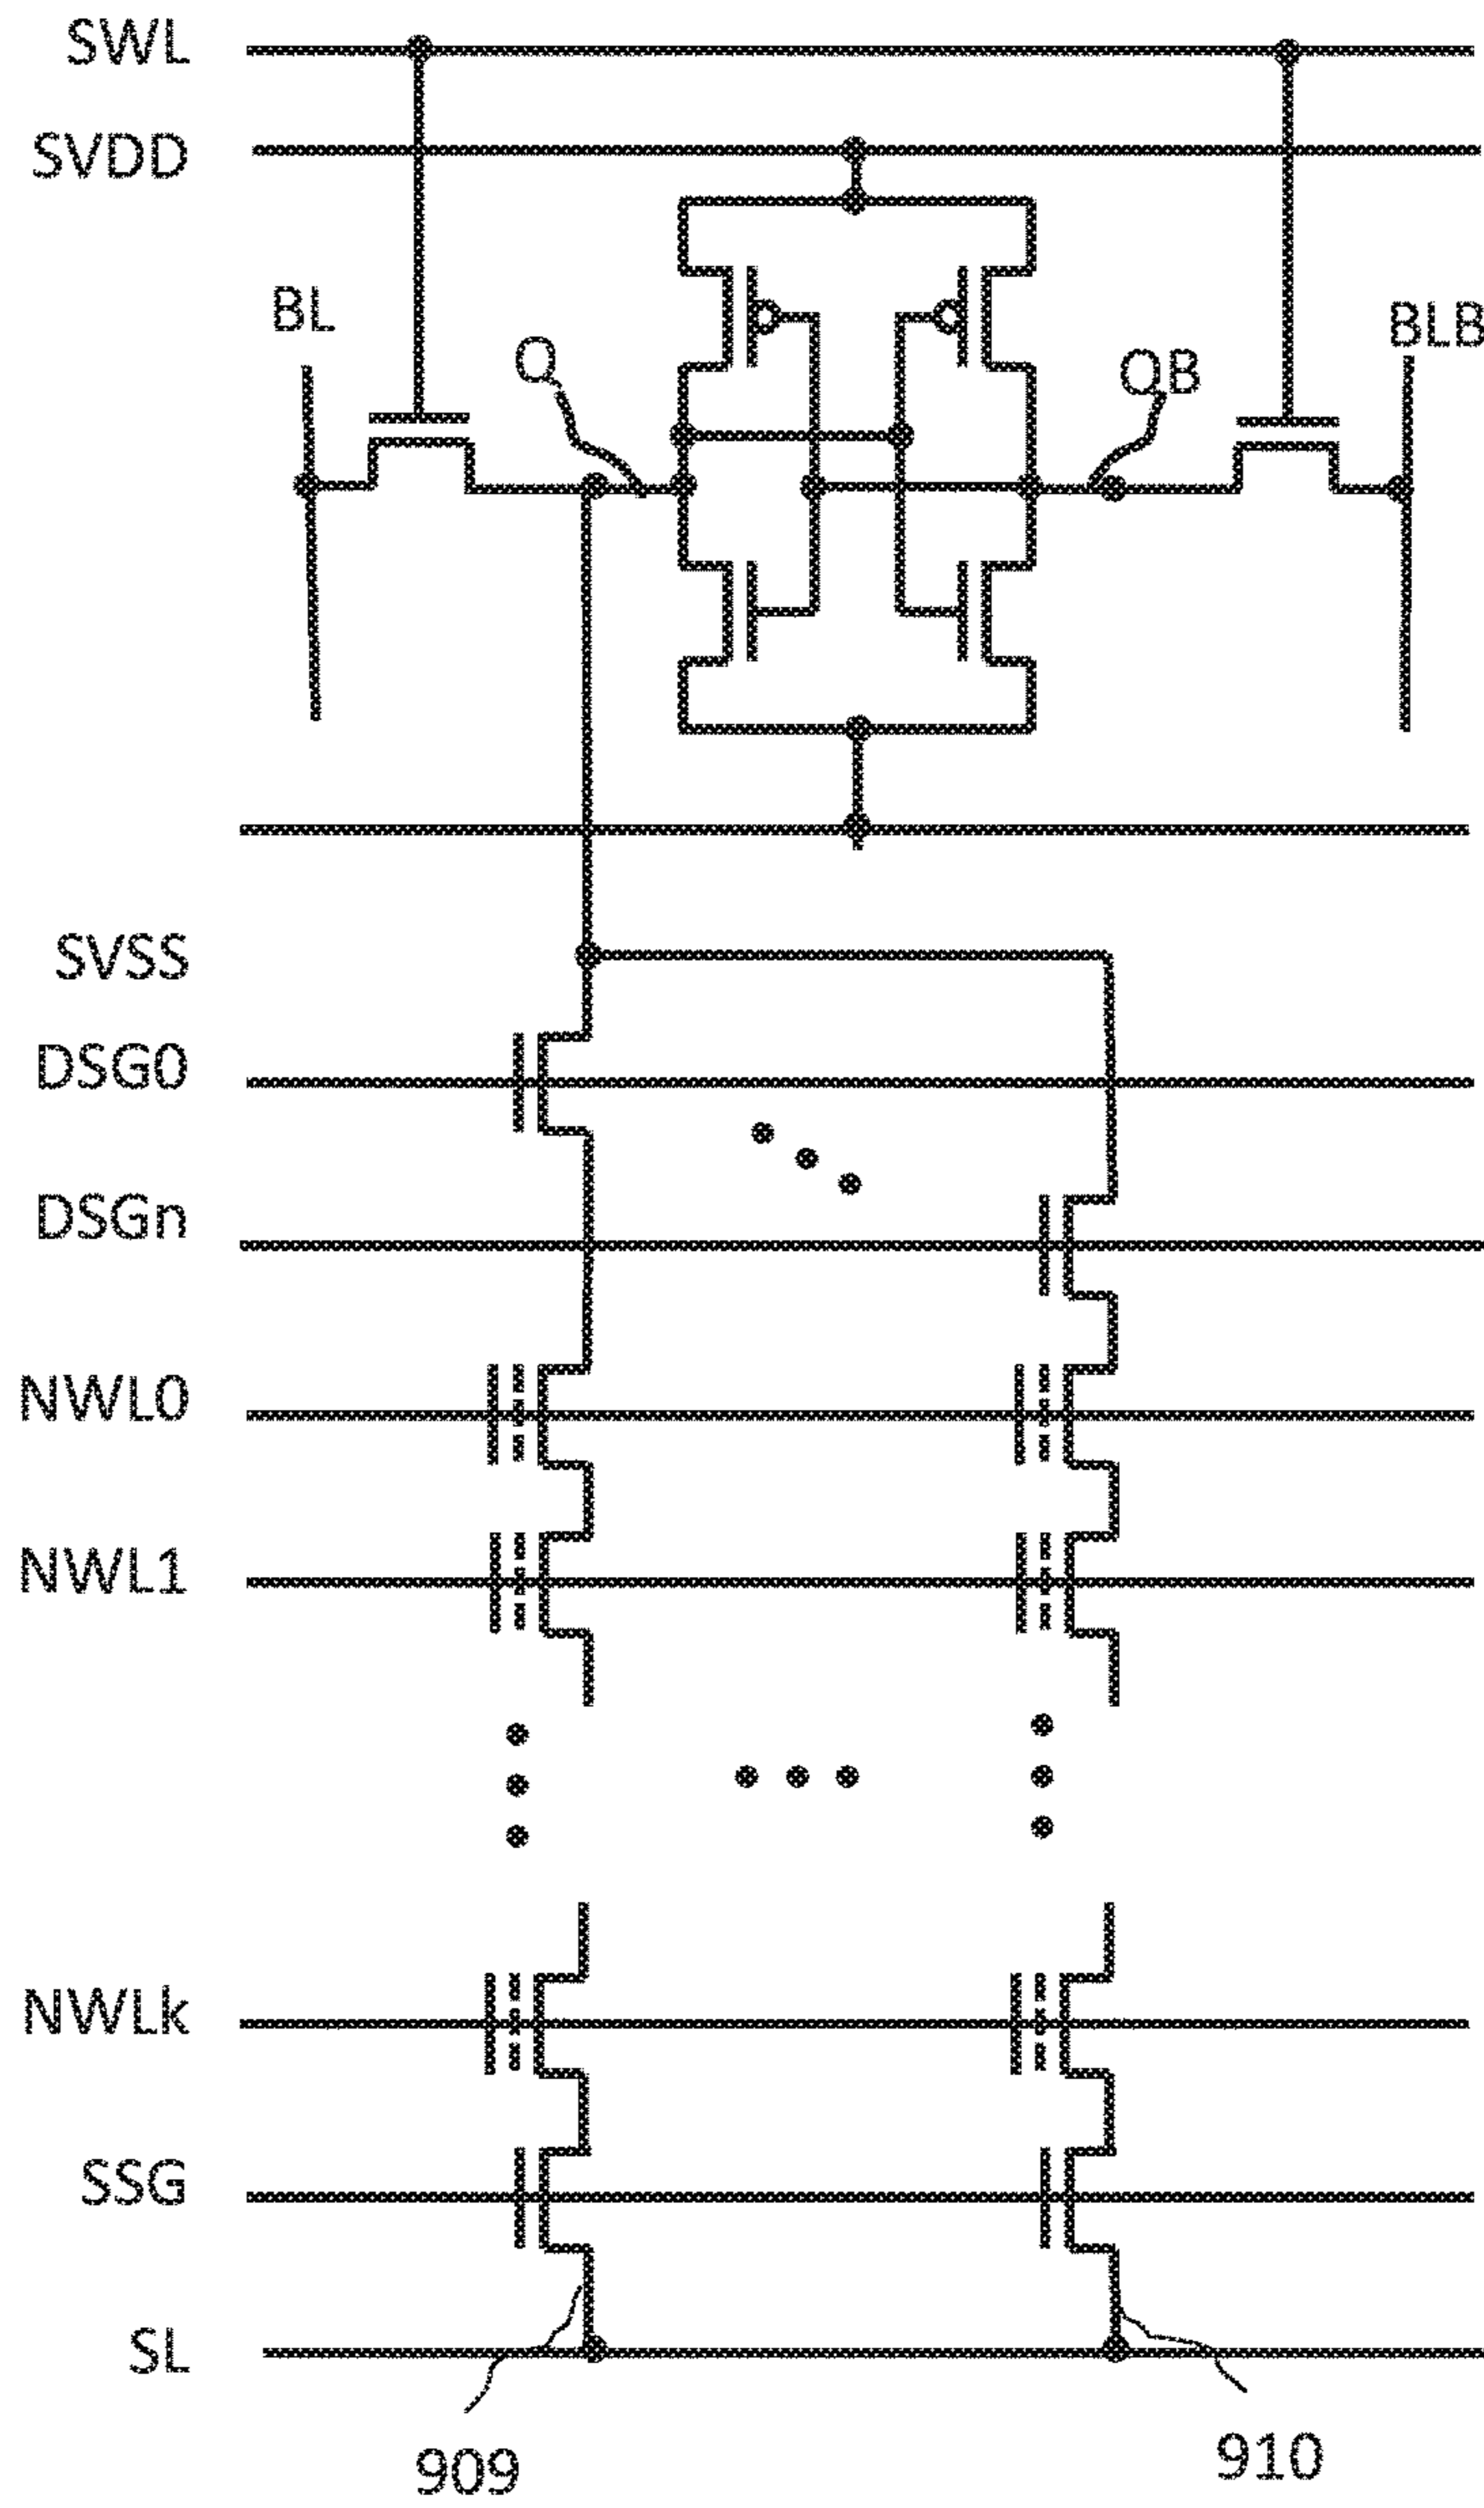 SWL
SVDD
BL
BLB
Q
QB
SVSS
DSG0
DSGn
NWL0
NWL1
NWLk
SSG
SL
909
910